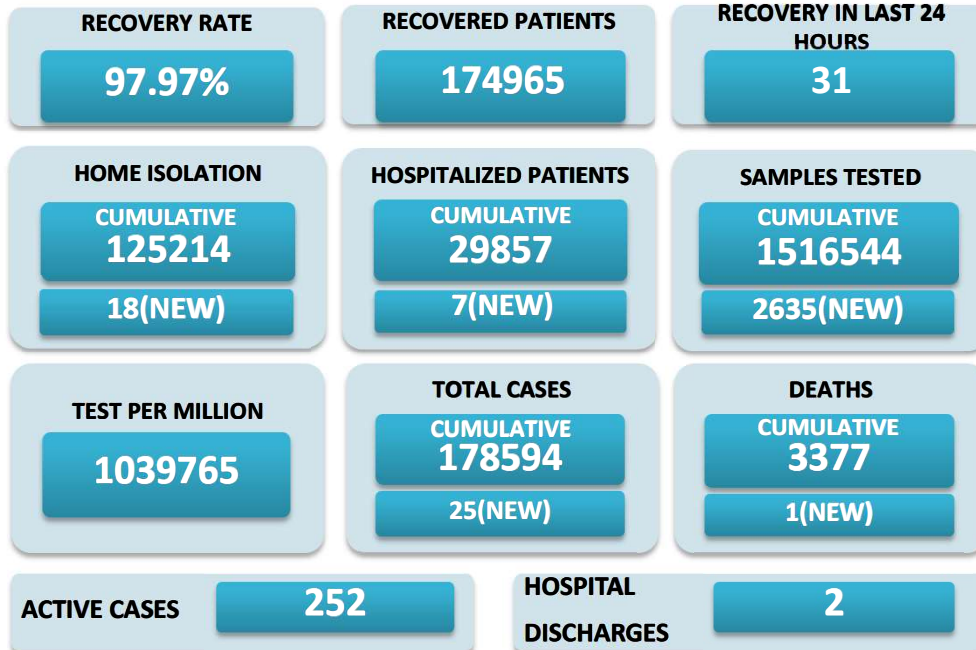 RECOVERY RATE
97.97%
RECOVERED PATIENTS
174965
RECOVERY IN LAST 24
HOURS
31
HOME ISOLATION
CUMULATIVE
125214
18(NEW)
HOSPITALIZED PATIENTS
CUMULATIVE
29857
7(NEW)
SAMPLES TESTED
CUMULATIVE
1516544
2635(NEW)
TEST PER MILLION
1039765
TOTAL CASES
CUMULATIVE
178594
25(NEW)
DEATHS
CUMULATIVE
3377
1(NEW)
ACTIVE CASES
252
HOSPITAL
DISCHARGES
2